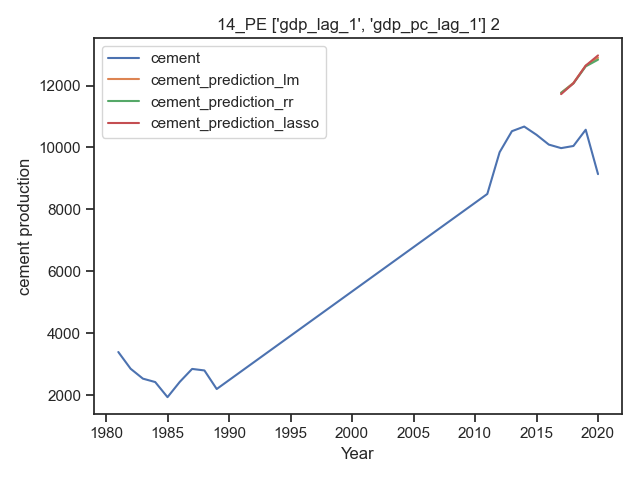 14_PE ['gdp_lag_1', 'gdp_pc_lag_1'] 2
cement
cement_prediction_lm
cement_prediction_rr
cement_prediction_lasso
cement production
12000
10000
8000
6000
4000
2000
1980 1985 1990 1995 2000 2005 2010 2015 2020
Year